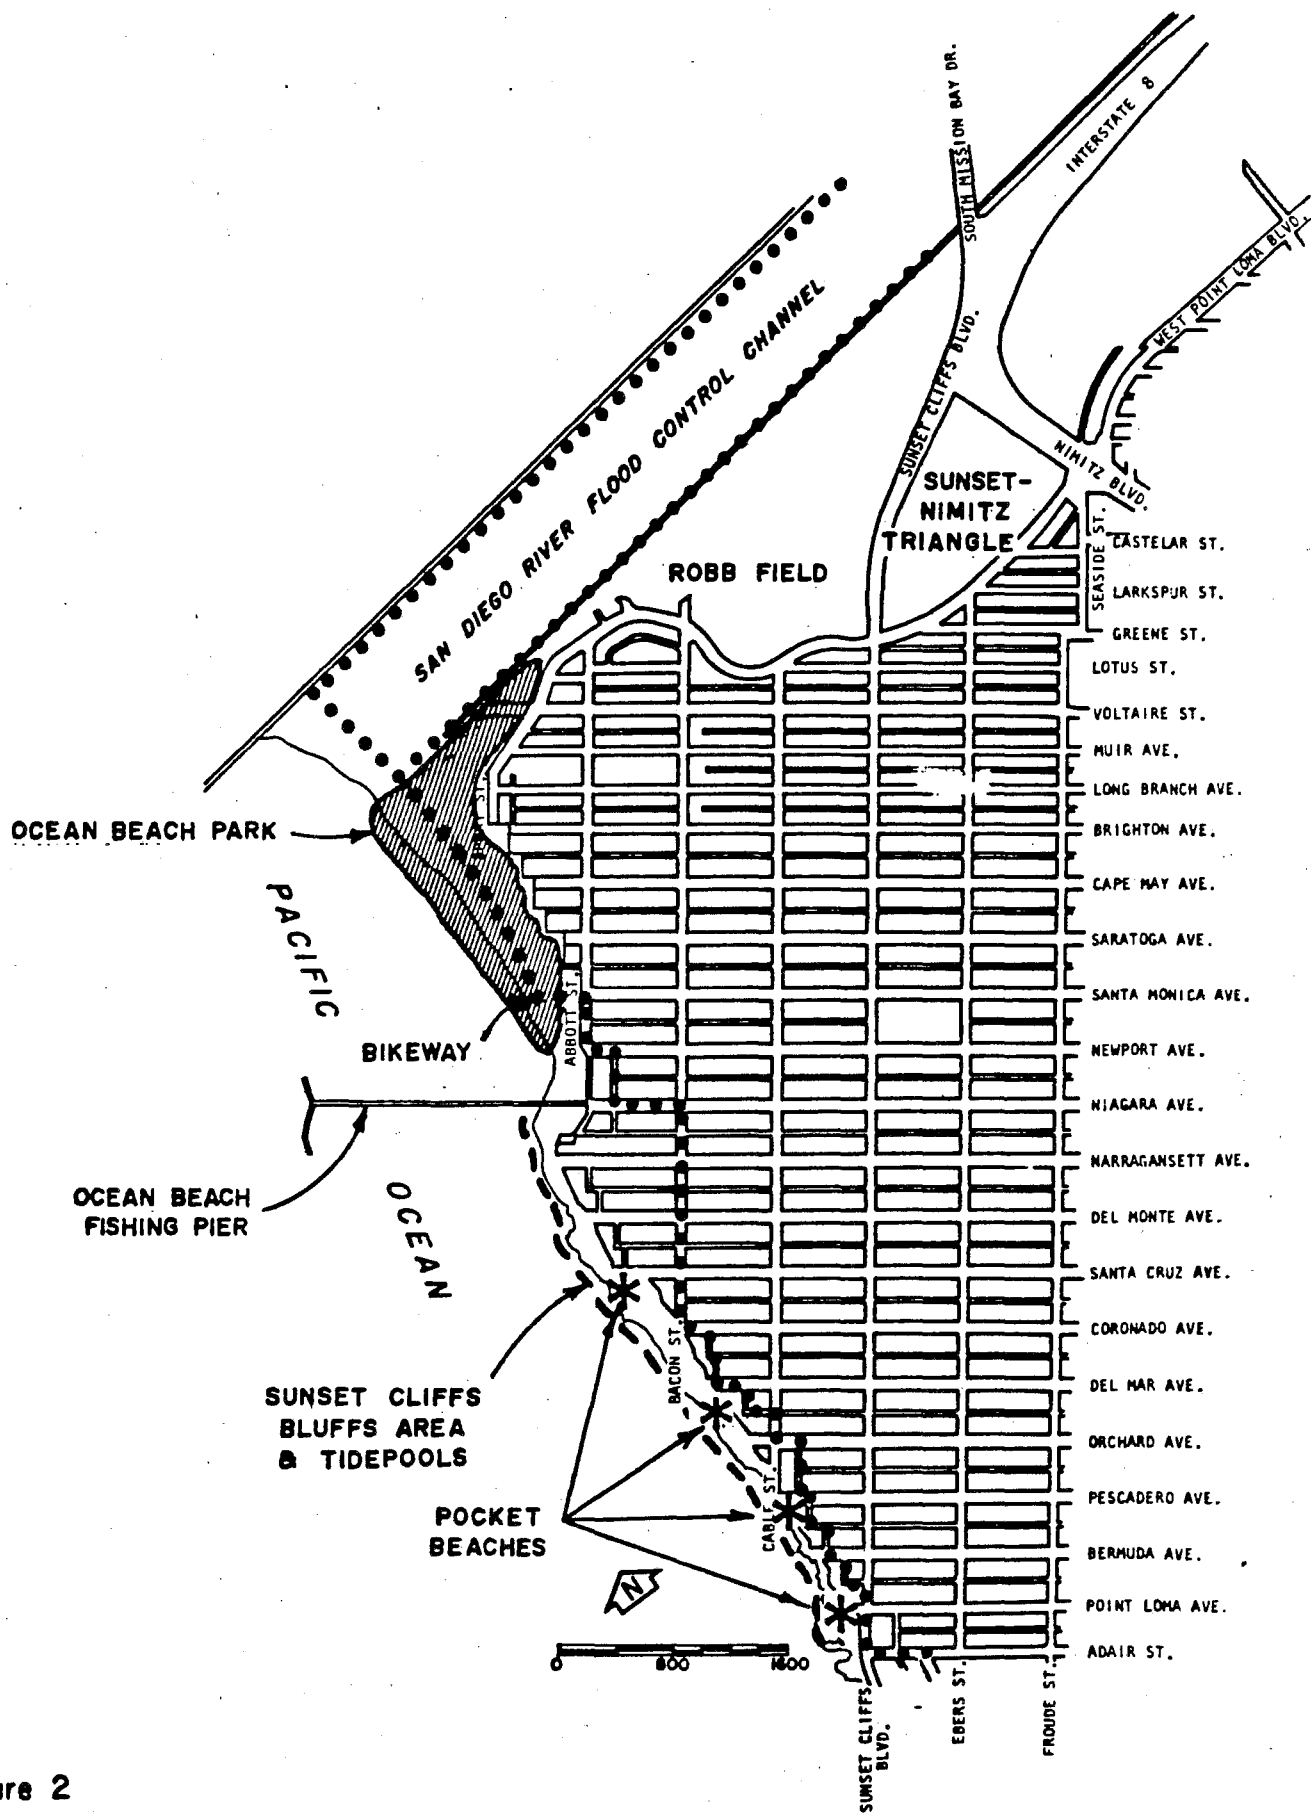 SOUTH MISSION BAY DR.
INTERSTATE 8
WEST POINT LOMA BLVD.
SAN DIEGO RIVER FLOOD CONTROL CHANNEL
SUNSET CLIFFS BLVD.
NIMITZ BLVD.
SUNSET-
NIMITZ
TRIANGLE
ROBB FIELD
SEASIDE ST.
CASTELAR ST.
LARKSPUR ST.
GREENE ST.
LOTUS ST.
VOLTAIRE ST.
MUIR AVE.
LONG BRANCH AVE.
BRIGHTON AVE.
CAPE MAY AVE.
SARATOGA AVE.
SANTA MONICA AVE.
NEWPORT AVE.
NIAGARA AVE.
NARRAGANSETT AVE.
DEL MONTE AVE.
SANTA CRUZ AVE.
CORONADO AVE.
DEL MAR AVE.
ORCHARD AVE.
PESCADERO AVE.
BERMUDA AVE.
POINT LOMA AVE.
ADAIR ST.
OCEAN BEACH PARK
PACIFIC
OCEAN
BIKEWAY
ABBOTT ST.
OCEAN BEACH
FISHING PIER
SUNSET CLIFFS
BLUFFS AREA
& TIDEPOOLS
BACON ST.
CABLE ST.
POCKET
BEACHES
N
0 800 1600
SUNSET CLIFFS
BLVD.
EBERS ST.
FROUDE ST.
ure 2